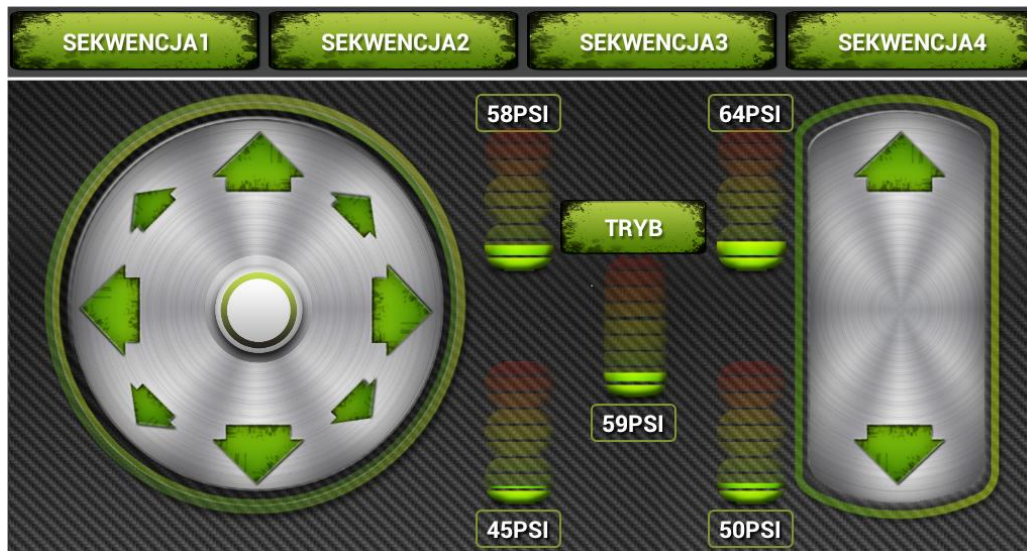 SEKWENCJA1
SEKWENCJA2
SEKWENCJA3
SEKWENCJA4
58PSI
64PSI
TRYB
59PSI
45PSI
50PSI